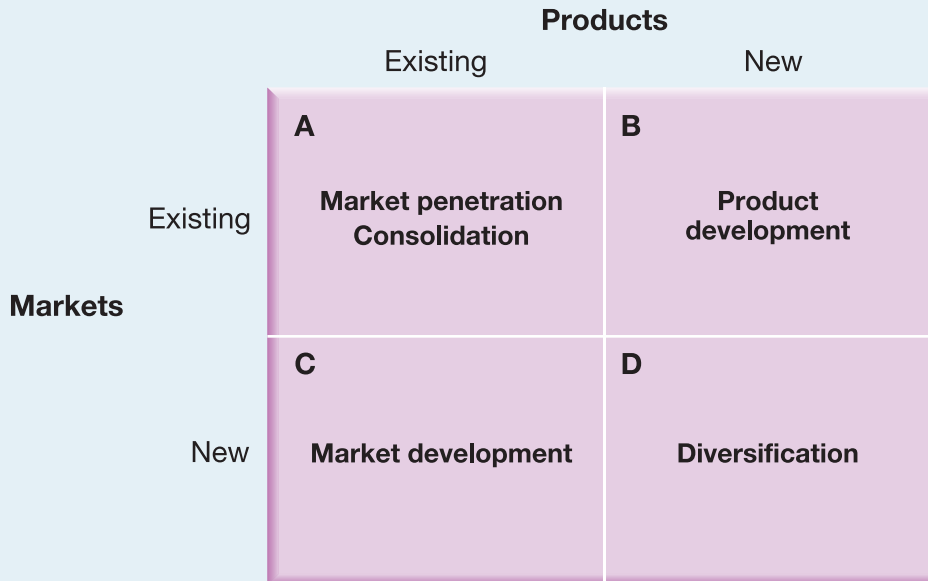 Products
Existing
New
A
B
Market penetration
Consolidation
Product
development
Existing
Markets
C
D
New
Market development
Diversification